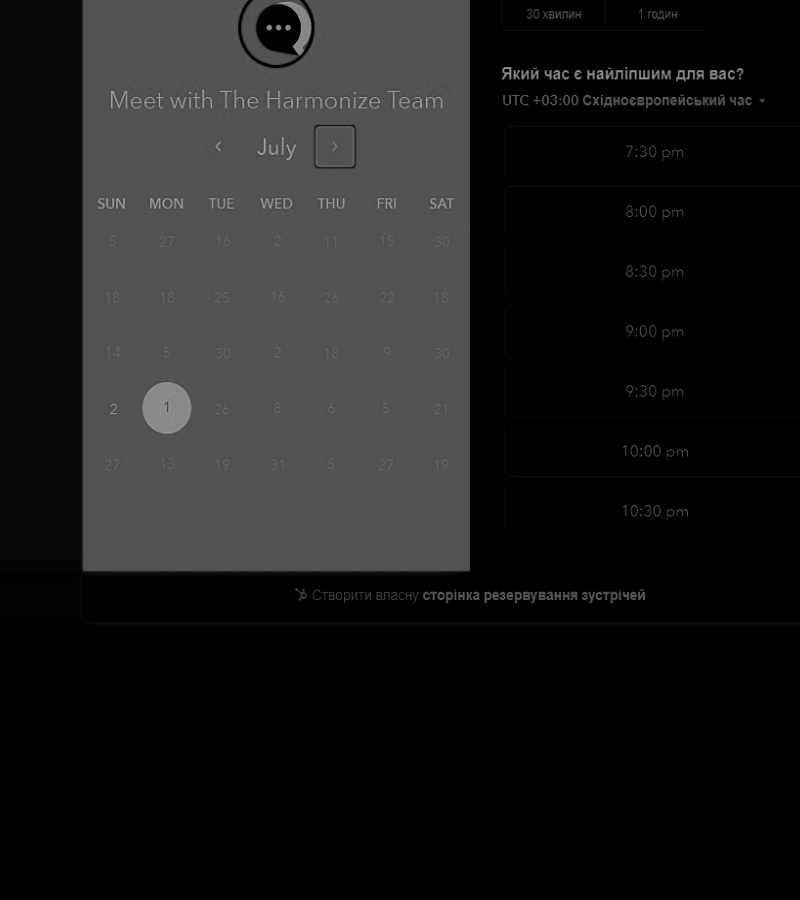 30 хвилин 1 годин
Який час є найліпшим для вас?
UTC +03:00 Східноєвропейський час
Meet with The Harmonize Team
July
SUN MON TUE WED THU FRI SAT
5 27 16 2 11 15 30
18 18 25 16 26 22 18
14 5 30 2 18 9 30
2 1 26 8 6 5 21
27 13 19 31 5 27 19
7:30 pm
8:00 pm
8:30 pm
9:00 pm
9:30 pm
10:00 pm
10:30 pm
Створити власну сторінка резервування зустрічей